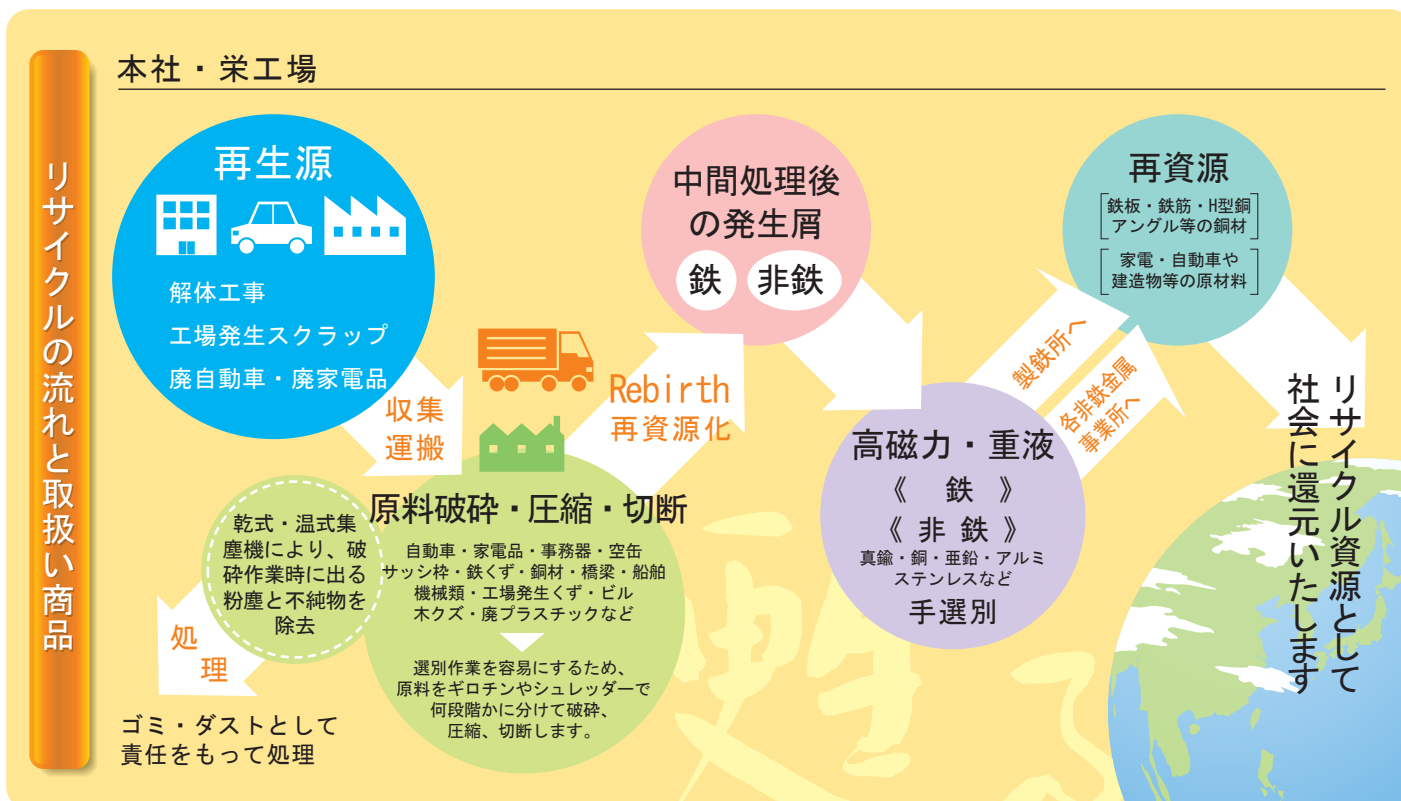 リサイクルの流れと取扱い商品
本社・栄工場
再生源
解体工事
工場発生スクラップ
廃自動車・廃家電品
収集
運搬
原料破砕・圧縮・切断
自動車・家電品・事務器・空缶
サッシ枠・鉄くず・銅材・橋梁・船舶
機械類・工場発生くず・ビル
木クズ・廃プラスチックなど
選別作業を容易にするため、
原料をギロチンやシュレッダーで
何段階かに分けて破砕、
圧縮、切断します。
乾式・温式集
塵機により、破
砕作業時に出る
粉塵と不純物を
除去
処
理
ゴミ・ダストとして
責任をもって処理
Rebirth
再資源化
中間処理後
の発生屑
鉄
非鉄
高磁力・重液
《 鉄 》
《 非 鉄 》
真鍮・銅・亜鉛・アルミ
ステンレスなど
手選別
製鉄所へ
各非鉄金属
事業所へ
再資源
[鉄板・鉄筋・H型銅
アングル等の銅材]
[家電・自動車や
建造物等の原材料]
リサイクル資源として
社会に還元いたします